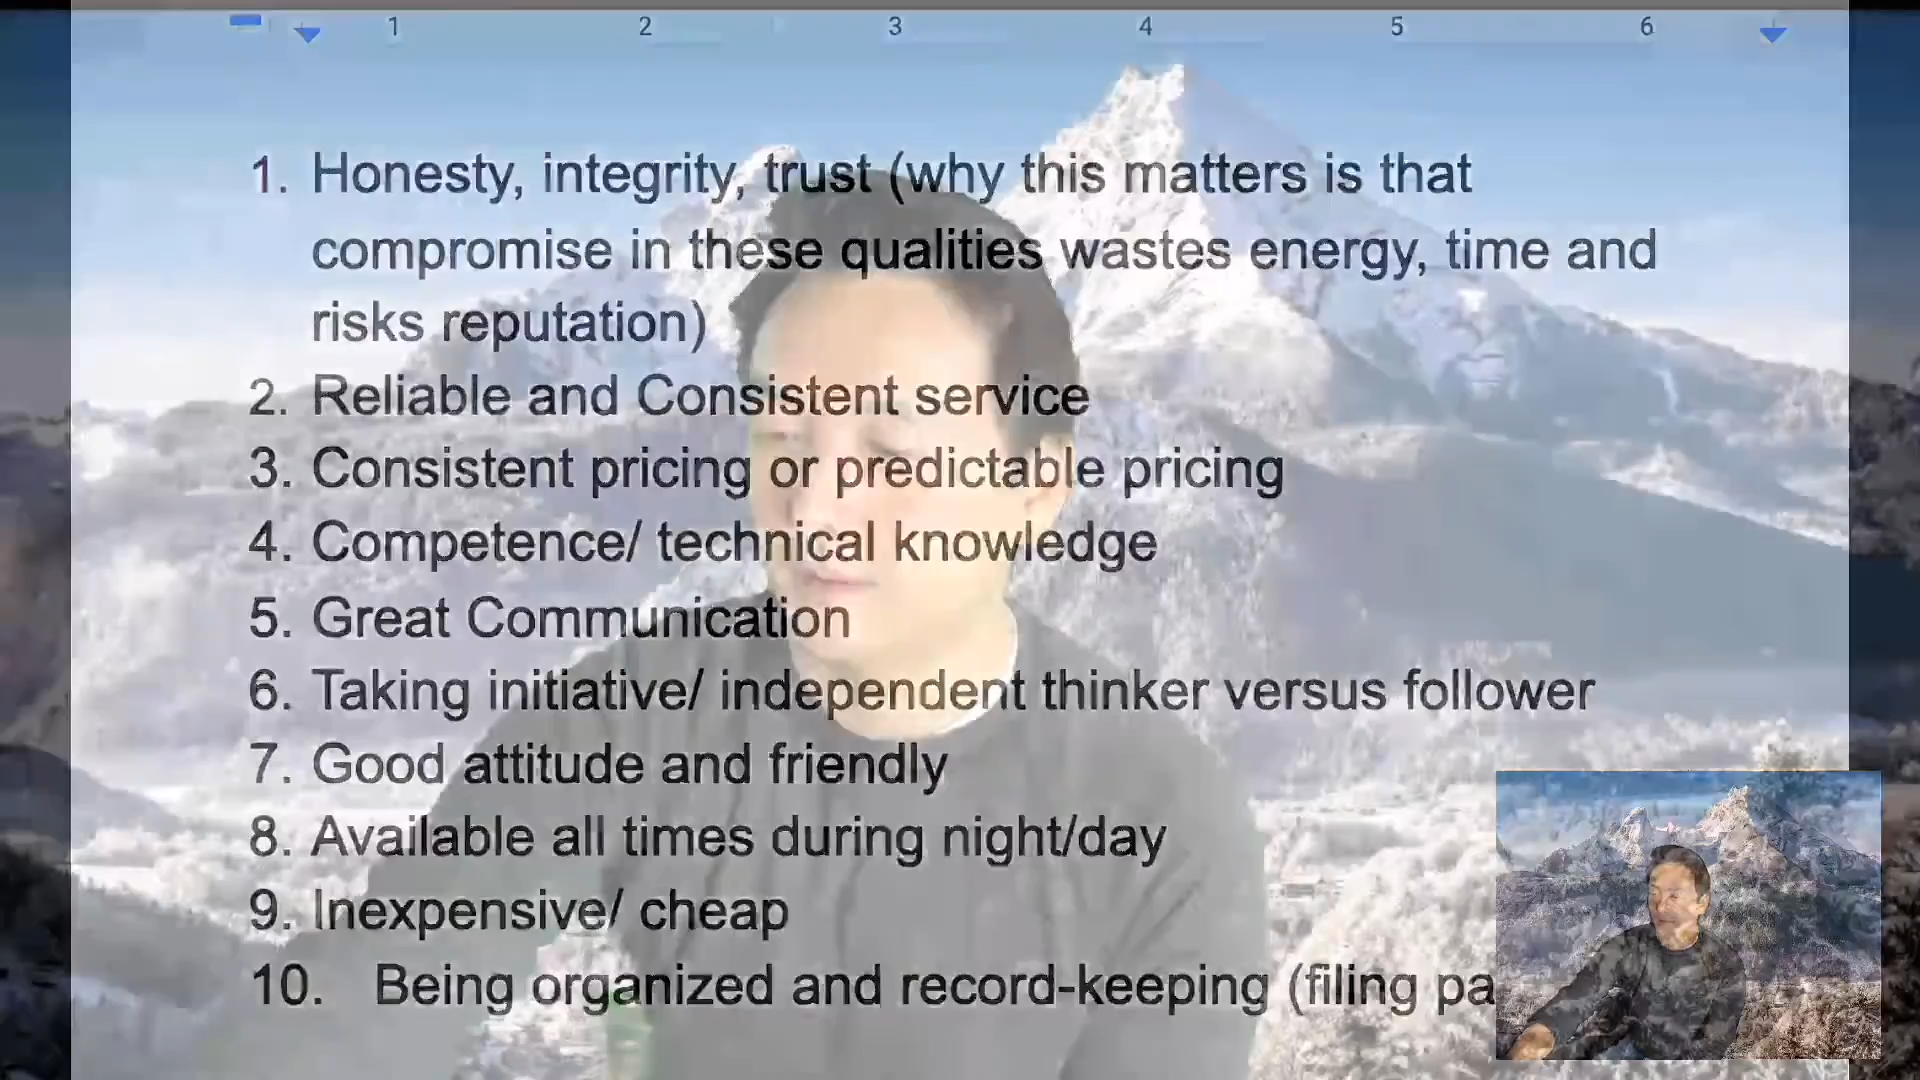 1 2 3 4 5 6
1. Honesty, integrity, trust (why this matters is that
compromise in these qualities wastes energy, time and
risks reputation)
2. Reliable and Consistent service
3. Consistent pricing or predictable pricing
4. Competence/ technical knowledge
5. Great Communication
6. Taking initiative/ independent thinker versus follower
7. Good attitude and friendly
8. Available all times during night/day
9. Inexpensive/ cheap
10. Being organized and record-keeping (filing pa